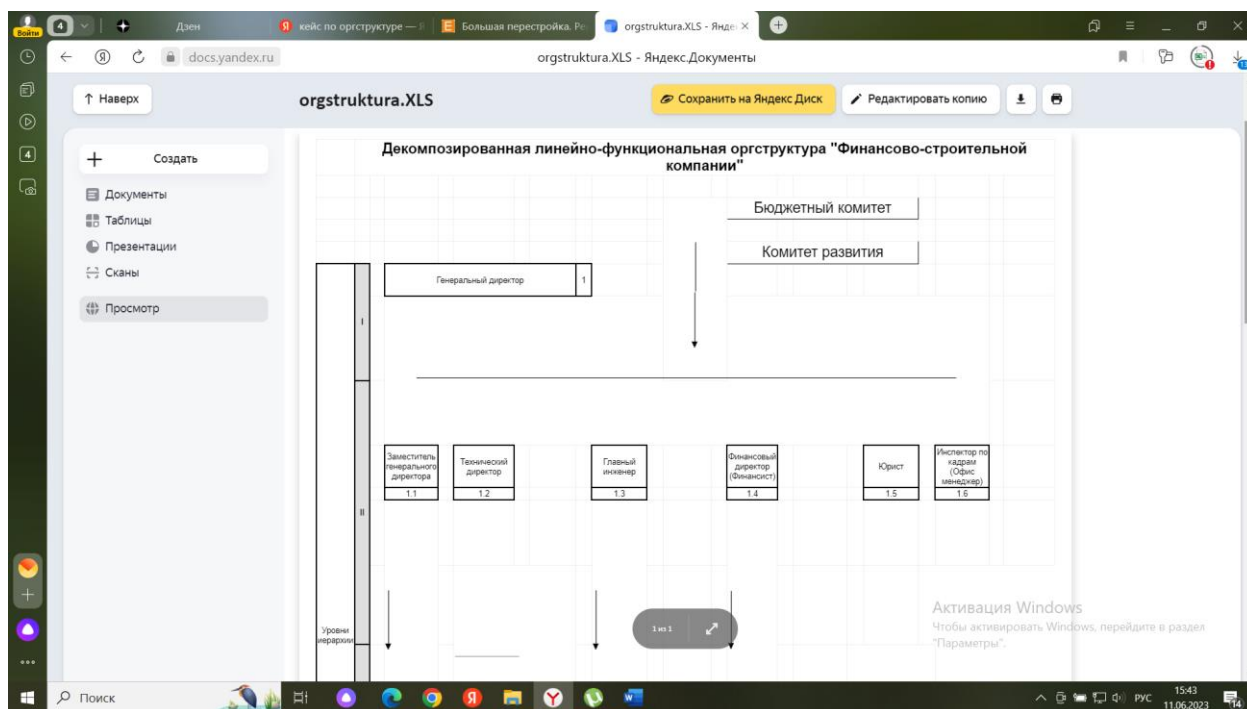 Войти
4
Дзен
кейс по оргструктуре — Я
Большая перестройка. Ре
orgstruktura.XLS - Янде
docs.yandex.ru
orgstruktura.XLS - Яндекс.Документы
Наверх
orgstruktura.XLS
Сохранить на Яндекс Диск
Редактировать копию
4
Создать
Документы
Таблицы
Презентации
Сканы
Просмотр
Декомпозированная линейно-функциональная оргструктура "Финансово-строительной
компании"
Бюджетный комитет
Комитет развития
Генеральный директор
1
I
Заместитель
генерального
директора
1.1
Технический
директор
1.2
Главный
инженер
1.3
Финансовый
директор
(Финансист)
1.4
Юрист
1.5
Инспектор по
кадрам
(Офис
менеджер)
1.6
II
Уровни
иерархии
1 из 1
Активация Windows
Чтобы активировать Windows, перейдите в раздел
"Параметры".
Поиск
РУС
15:43
11.06.2023
14